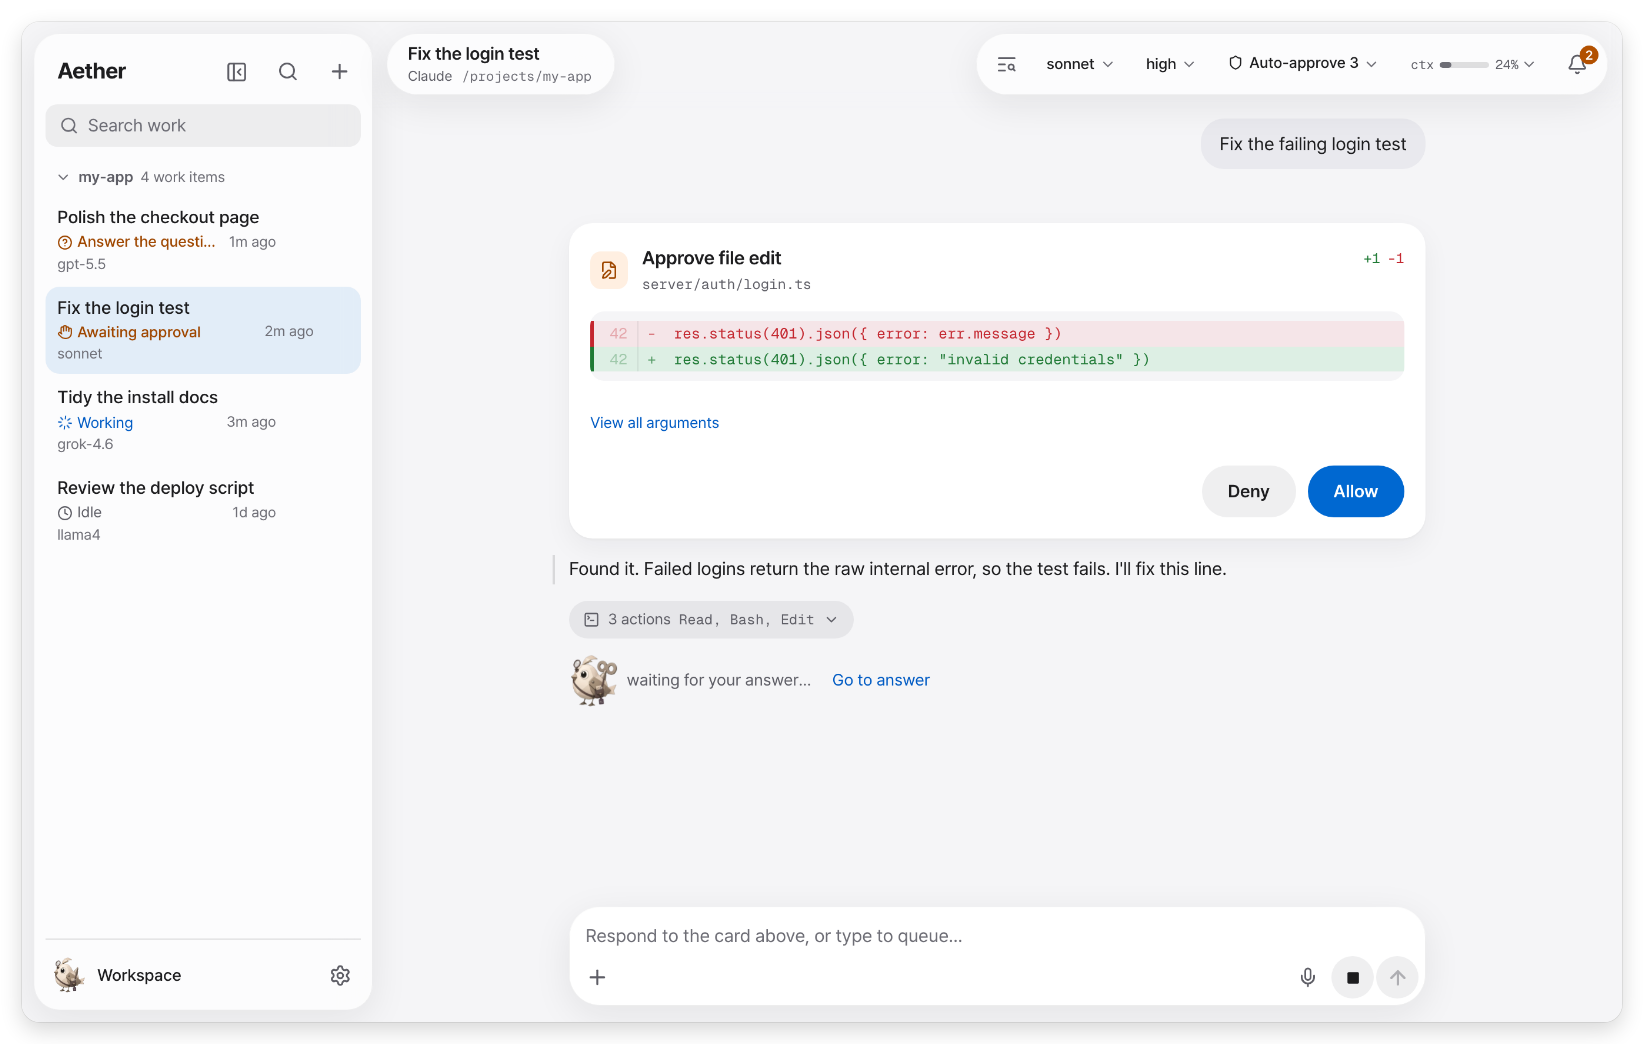 Aether
Search work
my-app 4 work items
Polish the checkout page
Answer the questi... 1m ago
gpt-5.5
Fix the login test
Awaiting approval 2m ago
sonnet
Tidy the install docs
Working 3m ago
grok-4.6
Review the deploy script
Idle 1d ago
llama4
Workspace
Fix the login test
Claude /projects/my-app
sonnet high Auto-approve 3 ctx 24% 2
Fix the failing login test
Approve file edit +1 -1
server/auth/login.ts
42 - res.status(401).json({ error: err.message })
42 + res.status(401).json({ error: "invalid credentials" })
View all arguments
Deny Allow
Found it. Failed logins return the raw internal error, so the test fails. I'll fix this line.
3 actions Read, Bash, Edit
waiting for your answer... Go to answer
Respond to the card above, or type to queue...